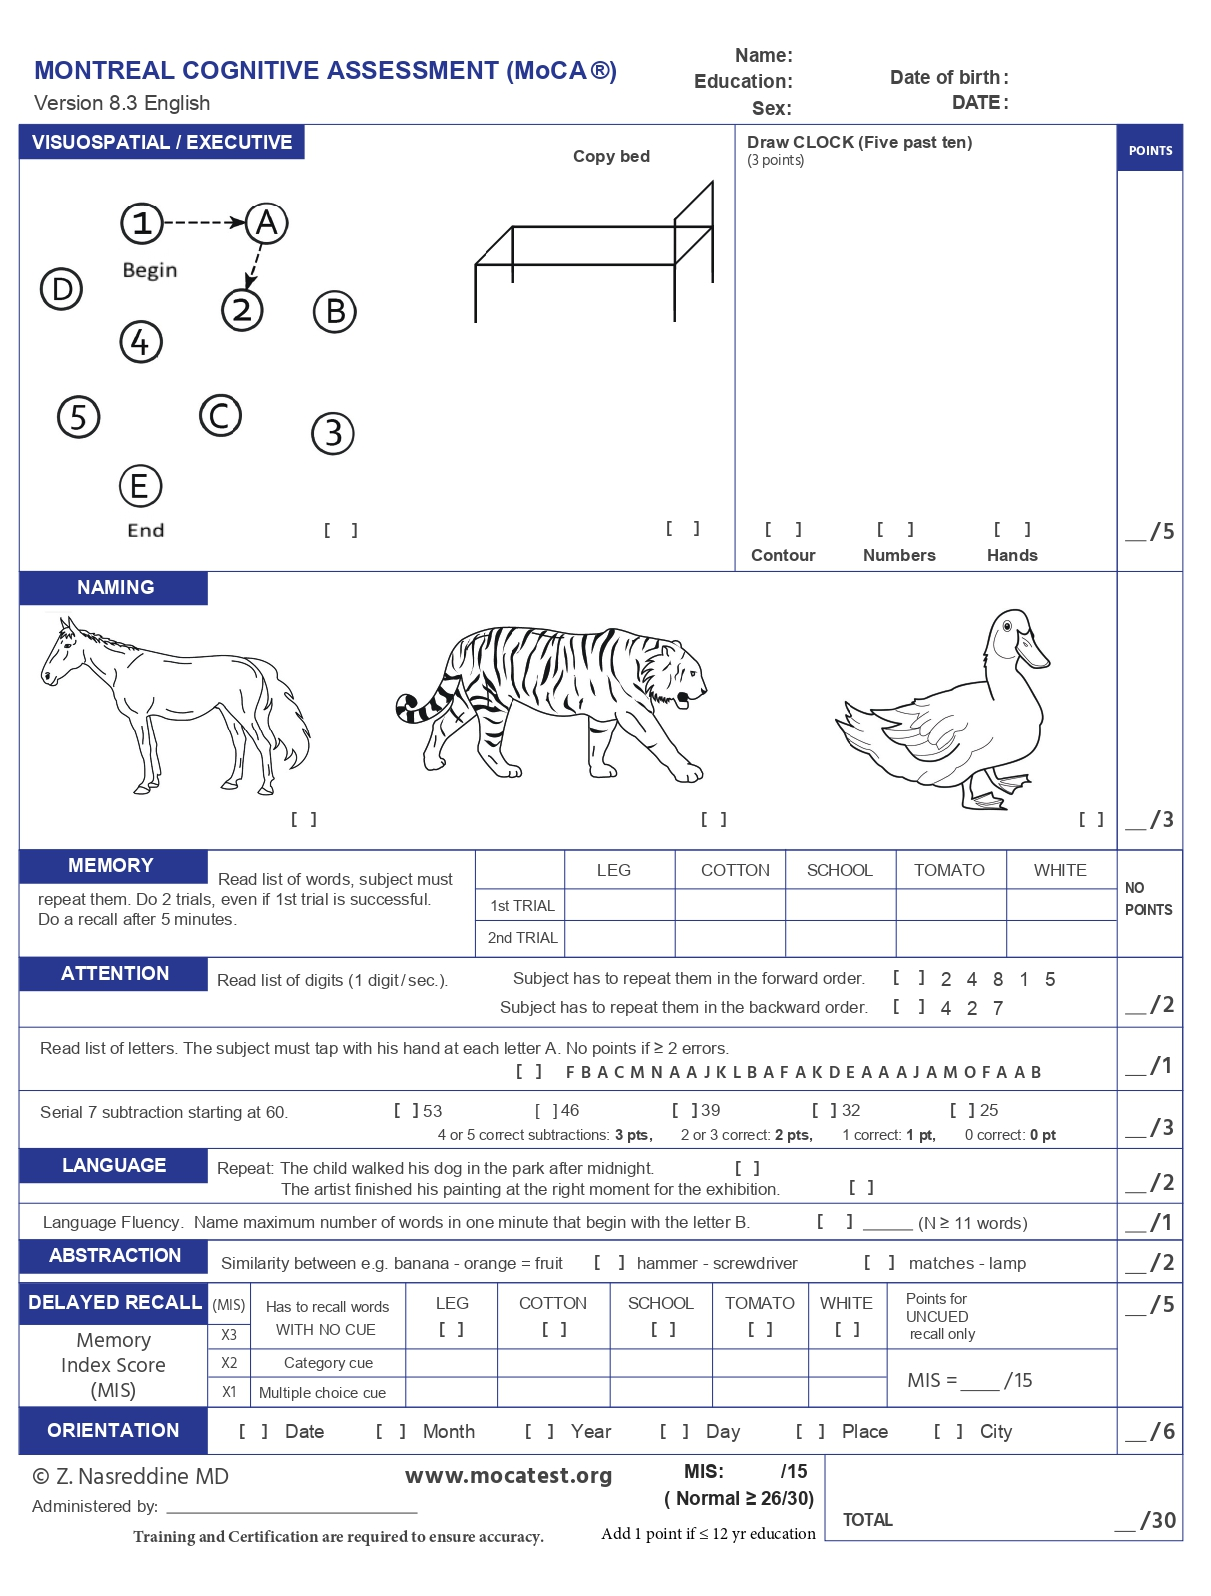 MONTREAL COGNITIVE ASSESSMENT (MoCA ®)
Version 8.3 English
Name:
Education:
Sex:
Date of birth :
DATE :
VISUOSPATIAL / EXECUTIVE
Copy bed
Draw CLOCK (Five past ten)
(3 points)
POINTS
1 A
Begin
D 2 B
4
5 C 3
E
End
[ ] [ ] [ ] [ ] [ ]
Contour Numbers Hands
__ /5
NAMING
[ ] [ ] [ ] __ /3
MEMORY
Read list of words, subject must
repeat them. Do 2 trials, even if 1st trial is successful.
Do a recall after 5 minutes.
LEG COTTON SCHOOL TOMATO WHITE
1st TRIAL
2nd TRIAL
NO
POINTS
ATTENTION
Read list of digits (1 digit / sec.). Subject has to repeat them in the forward order. [ ] 2 4 8 1 5
Subject has to repeat them in the backward order. [ ] 4 2 7
__ /2
Read list of letters. The subject must tap with his hand at each letter A. No points if ≥ 2 errors.
[ ] F B A C M N A A J K L B A F A K D E A A A J A M O F A A B
__ /1
Serial 7 subtraction starting at 60. [ ] 53 [ ] 46 [ ] 39 [ ] 32 [ ] 25
4 or 5 correct subtractions: 3 pts, 2 or 3 correct: 2 pts, 1 correct: 1 pt, 0 correct: 0 pt
__ /3
LANGUAGE
Repeat: The child walked his dog in the park after midnight. [ ]
The artist finished his painting at the right moment for the exhibition. [ ]
__ /2
Language Fluency. Name maximum number of words in one minute that begin with the letter B. [ ] _____ (N ≥ 11 words)
__ /1
ABSTRACTION
Similarity between e.g. banana - orange = fruit [ ] hammer - screwdriver [ ] matches - lamp
__ /2
DELAYED RECALL
Memory
Index Score
(MIS)
(MIS)
X3
X2
X1
Has to recall words
WITH NO CUE
Category cue
Multiple choice cue
LEG COTTON SCHOOL TOMATO WHITE
[ ] [ ] [ ] [ ] [ ]
Points for
UNCUED
recall only
MIS = ____ /15
__ /5
ORIENTATION
[ ] Date [ ] Month [ ] Year [ ] Day [ ] Place [ ] City
__ /6
© Z. Nasreddine MD
www.mocatest.org
MIS: /15
( Normal ≥ 26/30)
Administered by: ____________________
Training and Certification are required to ensure accuracy.
Add 1 point if ≤ 12 yr education
TOTAL __ /30